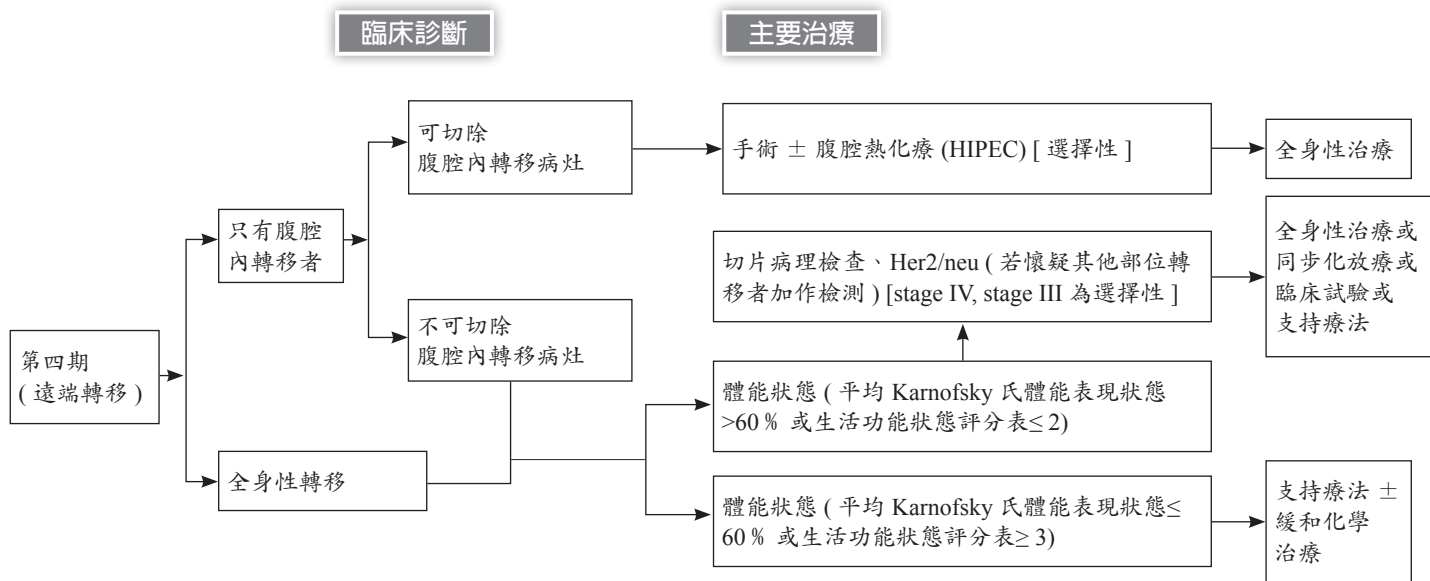 臨床診斷
主要治療
可切除
腹腔內轉移病灶
手術 ± 腹腔熱化療 (HIPEC) [ 選擇性 ]
全身性治療
只有腹腔
內轉移者
切片病理檢查、Her2/neu ( 若懷疑其他部位轉
移者加作檢測 ) [stage IV, stage III 為選擇性 ]
全身性治療或
同步化放療或
臨床試驗或
支持療法
不可切除
腹腔內轉移病灶
第四期
( 遠端轉移 )
體能狀態 ( 平均 Karnofsky 氏體能表現狀態
>60﹪ 或生活功能狀態評分表≤ 2)
全身性轉移
體能狀態 ( 平均 Karnofsky 氏體能表現狀態≤
60﹪ 或生活功能狀態評分表≥ 3)
支持療法 ±
緩和化學
治療